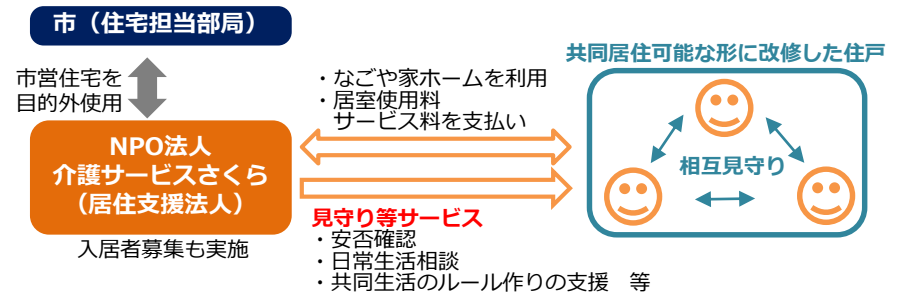 市（住宅担当部局）
市営住宅を
目的外使用
NPO法人
介護サービスさくら
（居住支援法人）
入居者募集も実施
・なごや家ホームを利用
・居室使用料
サービス料を支払い
見守り等サービス
・安否確認
・日常生活相談
・共同生活のルール作りの支援　等
共同居住可能な形に改修した住戸
相互見守り